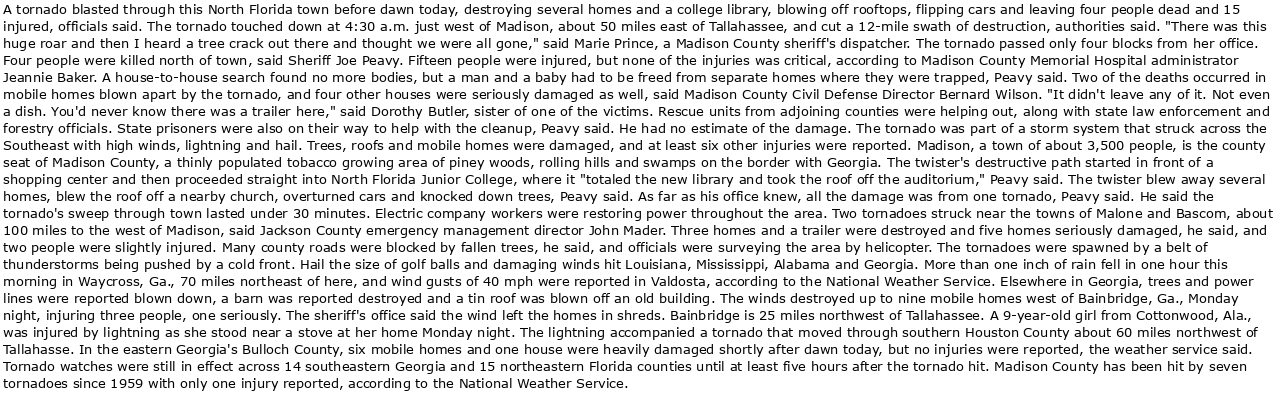 A tornado blasted through this North Florida town before dawn today, destroying several homes and a college library, blowing off rooftops, flipping cars and leaving four people dead and 15
injured, officials said. The tornado touched down at 4:30 a.m. just west of Madison, about 50 miles east of Tallahassee, and cut a 12-mile swath of destruction, authorities said. "There was this
huge roar and then I heard a tree crack out there and thought we were all gone," said Marie Prince, a Madison County sheriff's dispatcher. The tornado passed only four blocks from her office.
Four people were killed north of town, said Sheriff Joe Peavy. Fifteen people were injured, but none of the injuries was critical, according to Madison County Memorial Hospital administrator
Jeannie Baker. A house-to-house search found no more bodies, but a man and a baby had to be freed from separate homes where they were trapped, Peavy said. Two of the deaths occurred in
mobile homes blown apart by the tornado, and four other houses were seriously damaged as well, said Madison County Civil Defense Director Bernard Wilson. "It didn't leave any of it. Not even
a dish. You'd never know there was a trailer here," said Dorothy Butler, sister of one of the victims. Rescue units from adjoining counties were helping out, along with state law enforcement and
forestry officials. State prisoners were also on their way to help with the cleanup, Peavy said. He had no estimate of the damage. The tornado was part of a storm system that struck across the
Southeast with high winds, lightning and hail. Trees, roofs and mobile homes were damaged, and at least six other injuries were reported. Madison, a town of about 3,500 people, is the county
seat of Madison County, a thinly populated tobacco growing area of piney woods, rolling hills and swamps on the border with Georgia. The twister's destructive path started in front of a
shopping center and then proceeded straight into North Florida Junior College, where it "totaled the new library and took the roof off the auditorium," Peavy said. The twister blew away several
homes, blew the roof off a nearby church, overturned cars and knocked down trees, Peavy said. As far as his office knew, all the damage was from one tornado, Peavy said. He said the
tornado's sweep through town lasted under 30 minutes. Electric company workers were restoring power throughout the area. Two tornadoes struck near the towns of Malone and Bascom, about
100 miles to the west of Madison, said Jackson County emergency management director John Mader. Three homes and a trailer were destroyed and five homes seriously damaged, he said, and
two people were slightly injured. Many county roads were blocked by fallen trees, he said, and officials were surveying the area by helicopter. The tornadoes were spawned by a belt of
thunderstorms being pushed by a cold front. Hail the size of golf balls and damaging winds hit Louisiana, Mississippi, Alabama and Georgia. More than one inch of rain fell in one hour this
morning in Waycross, Ga., 70 miles northeast of here, and wind gusts of 40 mph were reported in Valdosta, according to the National Weather Service. Elsewhere in Georgia, trees and power
lines were reported blown down, a barn was reported destroyed and a tin roof was blown off an old building. The winds destroyed up to nine mobile homes west of Bainbridge, Ga., Monday
night, injuring three people, one seriously. The sheriff's office said the wind left the homes in shreds. Bainbridge is 25 miles northwest of Tallahassee. A 9-year-old girl from Cottonwood, Ala.,
was injured by lightning as she stood near a stove at her home Monday night. The lightning accompanied a tornado that moved through southern Houston County about 60 miles northwest of
Tallahasse. In the eastern Georgia's Bulloch County, six mobile homes and one house were heavily damaged shortly after dawn today, but no injuries were reported, the weather service said.
Tornado watches were still in effect across 14 southeastern Georgia and 15 northeastern Florida counties until at least five hours after the tornado hit. Madison County has been hit by seven
tornadoes since 1959 with only one injury reported, according to the National Weather Service.